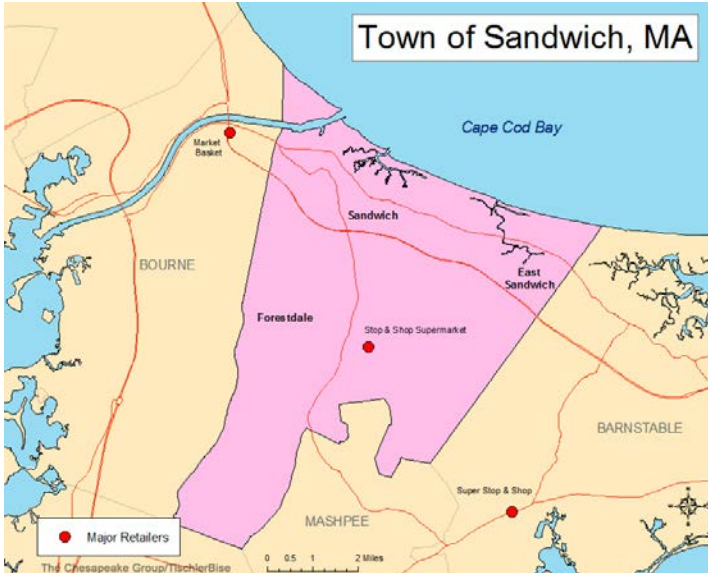 Town of Sandwich, MA
Cape Cod Bay
Market
Basket
Sandwich
BOURNE
East
Sandwich
Forestdale
Stop & Shop Supermarket
BARNSTABLE
Super Stop & Shop
MASHPEE
Major Retailers
0 0.5 1 2 Miles
The Chesapeake Group/TischlerBise